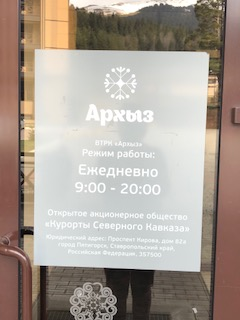 Архыз
ВТРК «Архыз»
Режим работы:
Ежедневно
9:00 - 20:00
Открытое акционерное общество
«Курорты Северного Кавказа»
Юридический адрес: Проспект Кирова, дом 82а
город Пятигорск, Ставропольский край,
Российская Федерация, 357500.